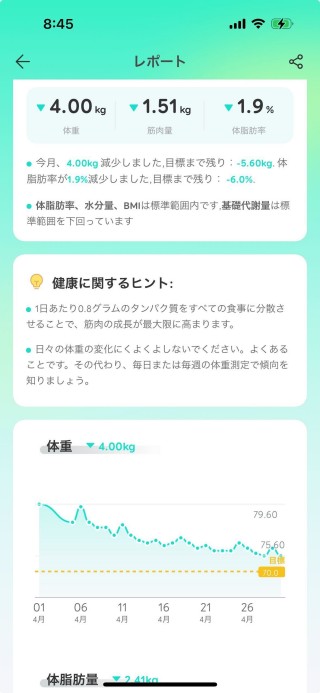 8:45
レポート
4.00 kg
1.51 kg
1.9 %
体重
筋肉量
体脂肪率
今月、4.00kg 減少しました,目標まで残り：-5.60kg. 体
脂肪率が1.9%減少しました,目標まで残り： -6.0%.
体脂肪率、水分量、BMIは標準範囲内です,基礎代謝量は標
準範囲を下回っています
健康に関するヒント:
1日あたり0.8グラムのタンパク質をすべての食事に分散さ
せることで、筋肉の成長が最大限に高まります。
日々の体重の変化にくよくよしないでください。よくある
ことです。その代わり、毎日または毎週の体重測定で傾向を
知りましょう。
体重 4.00kg
79.60
75.60
目標
70.0
01 06 11 16 21 26
4月 4月 4月 4月 4月 4月
体脂肪量 2.41kg